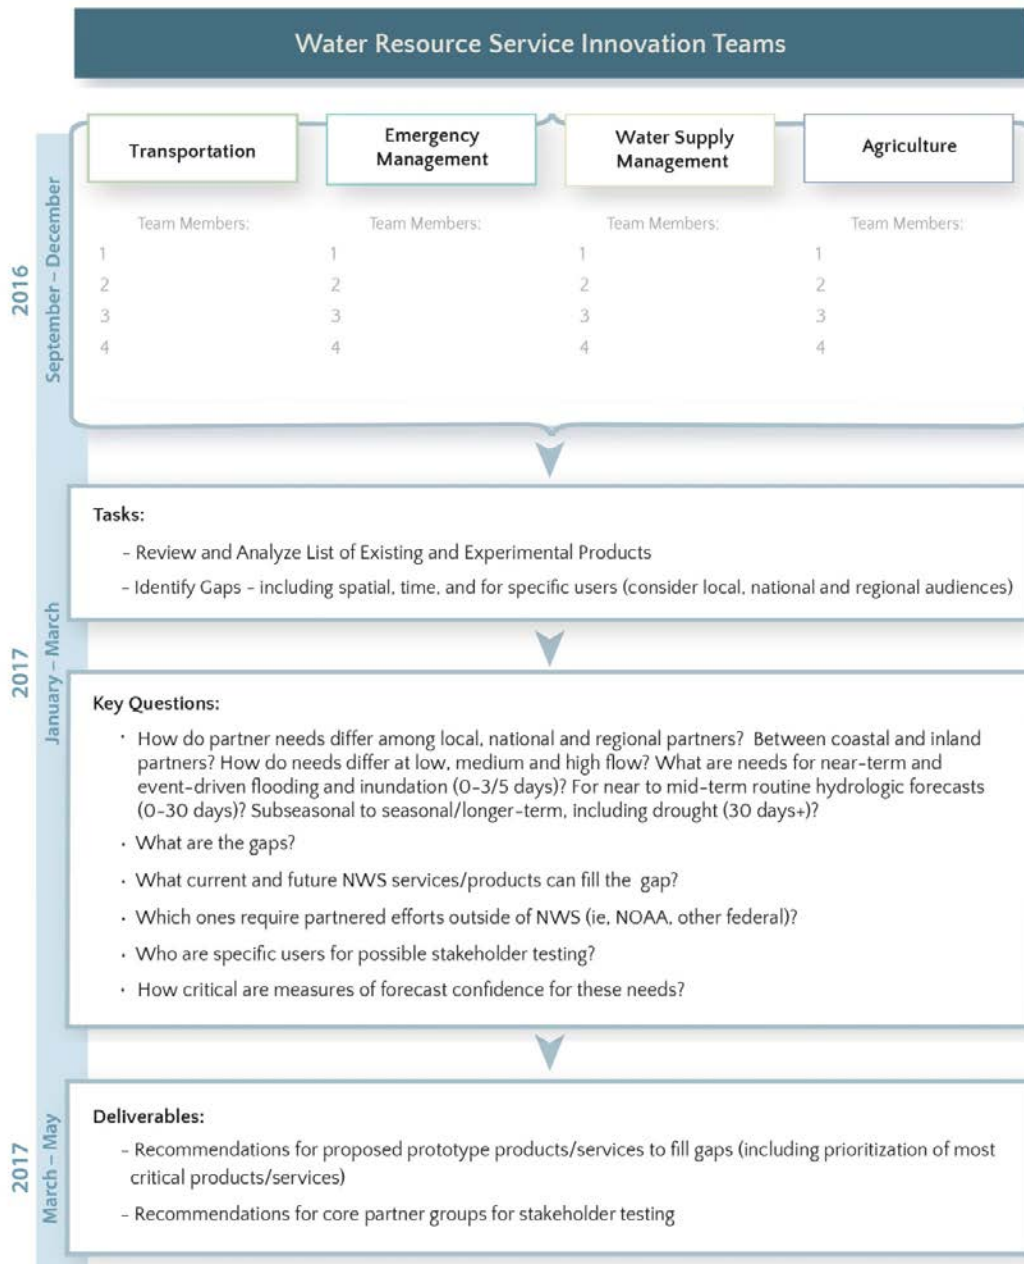 Water Resource Service Innovation Teams
Transportation
Emergency
Management
Water Supply
Management
Agriculture
2016
September – December
Team Members:
1
2
3
4
Team Members:
1
2
3
4
Team Members:
1
2
3
4
Team Members:
1
2
3
4
2017
January – March
Tasks:
– Review and Analyze List of Existing and Experimental Products
– Identify Gaps – including spatial, time, and for specific users (consider local, national and regional audiences)
Key Questions:
· How do partner needs differ among local, national and regional partners? Between coastal and inland
partners? How do needs differ at low, medium and high flow? What are needs for near-term and
event-driven flooding and inundation (0-3/5 days)? For near to mid-term routine hydrologic forecasts
(0-30 days)? Subseasonal to seasonal/longer-term, including drought (30 days+)?
· What are the gaps?
· What current and future NWS services/products can fill the gap?
· Which ones require partnered efforts outside of NWS (ie, NOAA, other federal)?
· Who are specific users for possible stakeholder testing?
· How critical are measures of forecast confidence for these needs?
2017
March – May
Deliverables:
– Recommendations for proposed prototype products/services to fill gaps (including prioritization of most
critical products/services)
– Recommendations for core partner groups for stakeholder testing